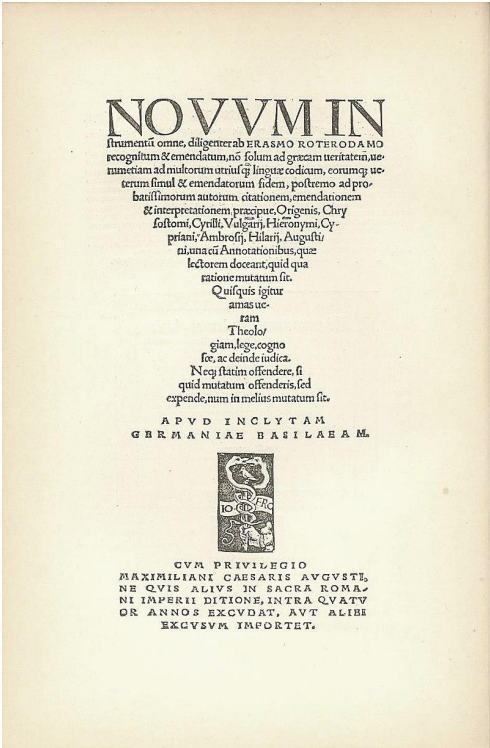 NOVVM IN
strumentū omne, diligenter ab ERASMO ROTERODAMO
recognitum & emendatum, nō solum ad græcam ueritatem, ue-
rumetiam ad multorum utriusq; linguæ codicum, eorumq; ue-
terum simul & emendatorum fidem, postremo ad pro-
batissimorum autorum citationem, emendationem
& interpretationem, præcipue, Origenis, Chry
sostomi, Cyrilli, Vulgarij, Hieronymi, Cy-
priani, Ambrosij, Hilarij, Augusti/
ni, una cū Annotationibus, quæ
lectorem doceant, quid qua
ratione mutatum sit.
Quisquis igitur
amas ue-
ram
Theolo/
giam, lege, cogno
sce, ac deinde iudica.
Neq; statim offendere, si
quid mutatum offenderis, sed
expende, num in melius mutatum sit.
APVD INCLYTAM
GERMANIAE BASILAEAM.
IO FRO
CVM PRIVILEGIO
MAXIMILIANI CAESARIS AVGVSTI,
NE QVIS ALIVS IN SACRA ROMA-
NI IMPERII DITIONE, INTRA QVATV
OR ANNOS EXCVDAT, AVT ALIBI
EXCVSVM IMPORTET.